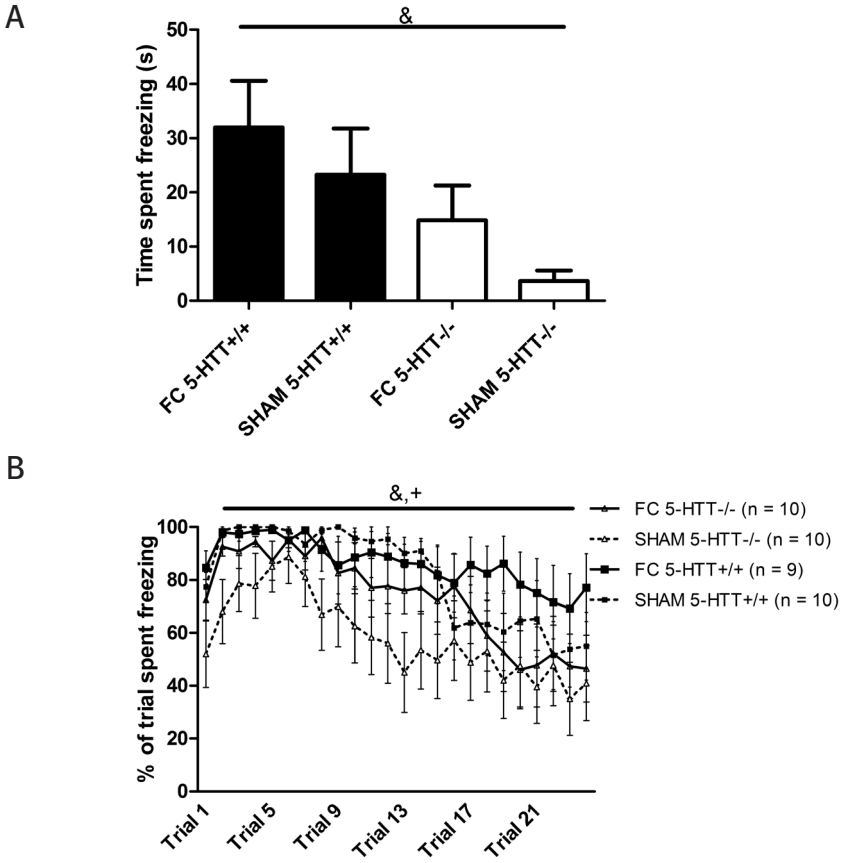 A
&
50
40
30
20
10
0
Time spent freezing (s)
FC 5-HTT+/+
SHAM 5-HTT+/+
FC 5-HTT-/-
SHAM 5-HTT-/-
B
&,+
100
80
60
40
20
0
% of trial spent freezing
Trial 1
Trial 5
Trial 9
Trial 13
Trial 17
Trial 21
FC 5-HTT-/- (n = 10)
SHAM 5-HTT-/- (n = 10)
FC 5-HTT+/+ (n = 9)
SHAM 5-HTT+/+ (n = 10)